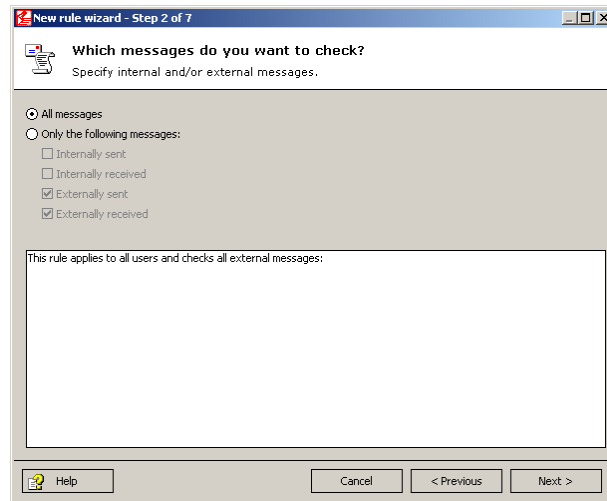 New rule wizard - Step 2 of 7
Which messages do you want to check?
Specify internal and/or external messages.
All messages
Only the following messages:
Internally sent
Internally received
Externally sent
Externally received
This rule applies to all users and checks all external messages:
Help
Cancel
< Previous
Next >